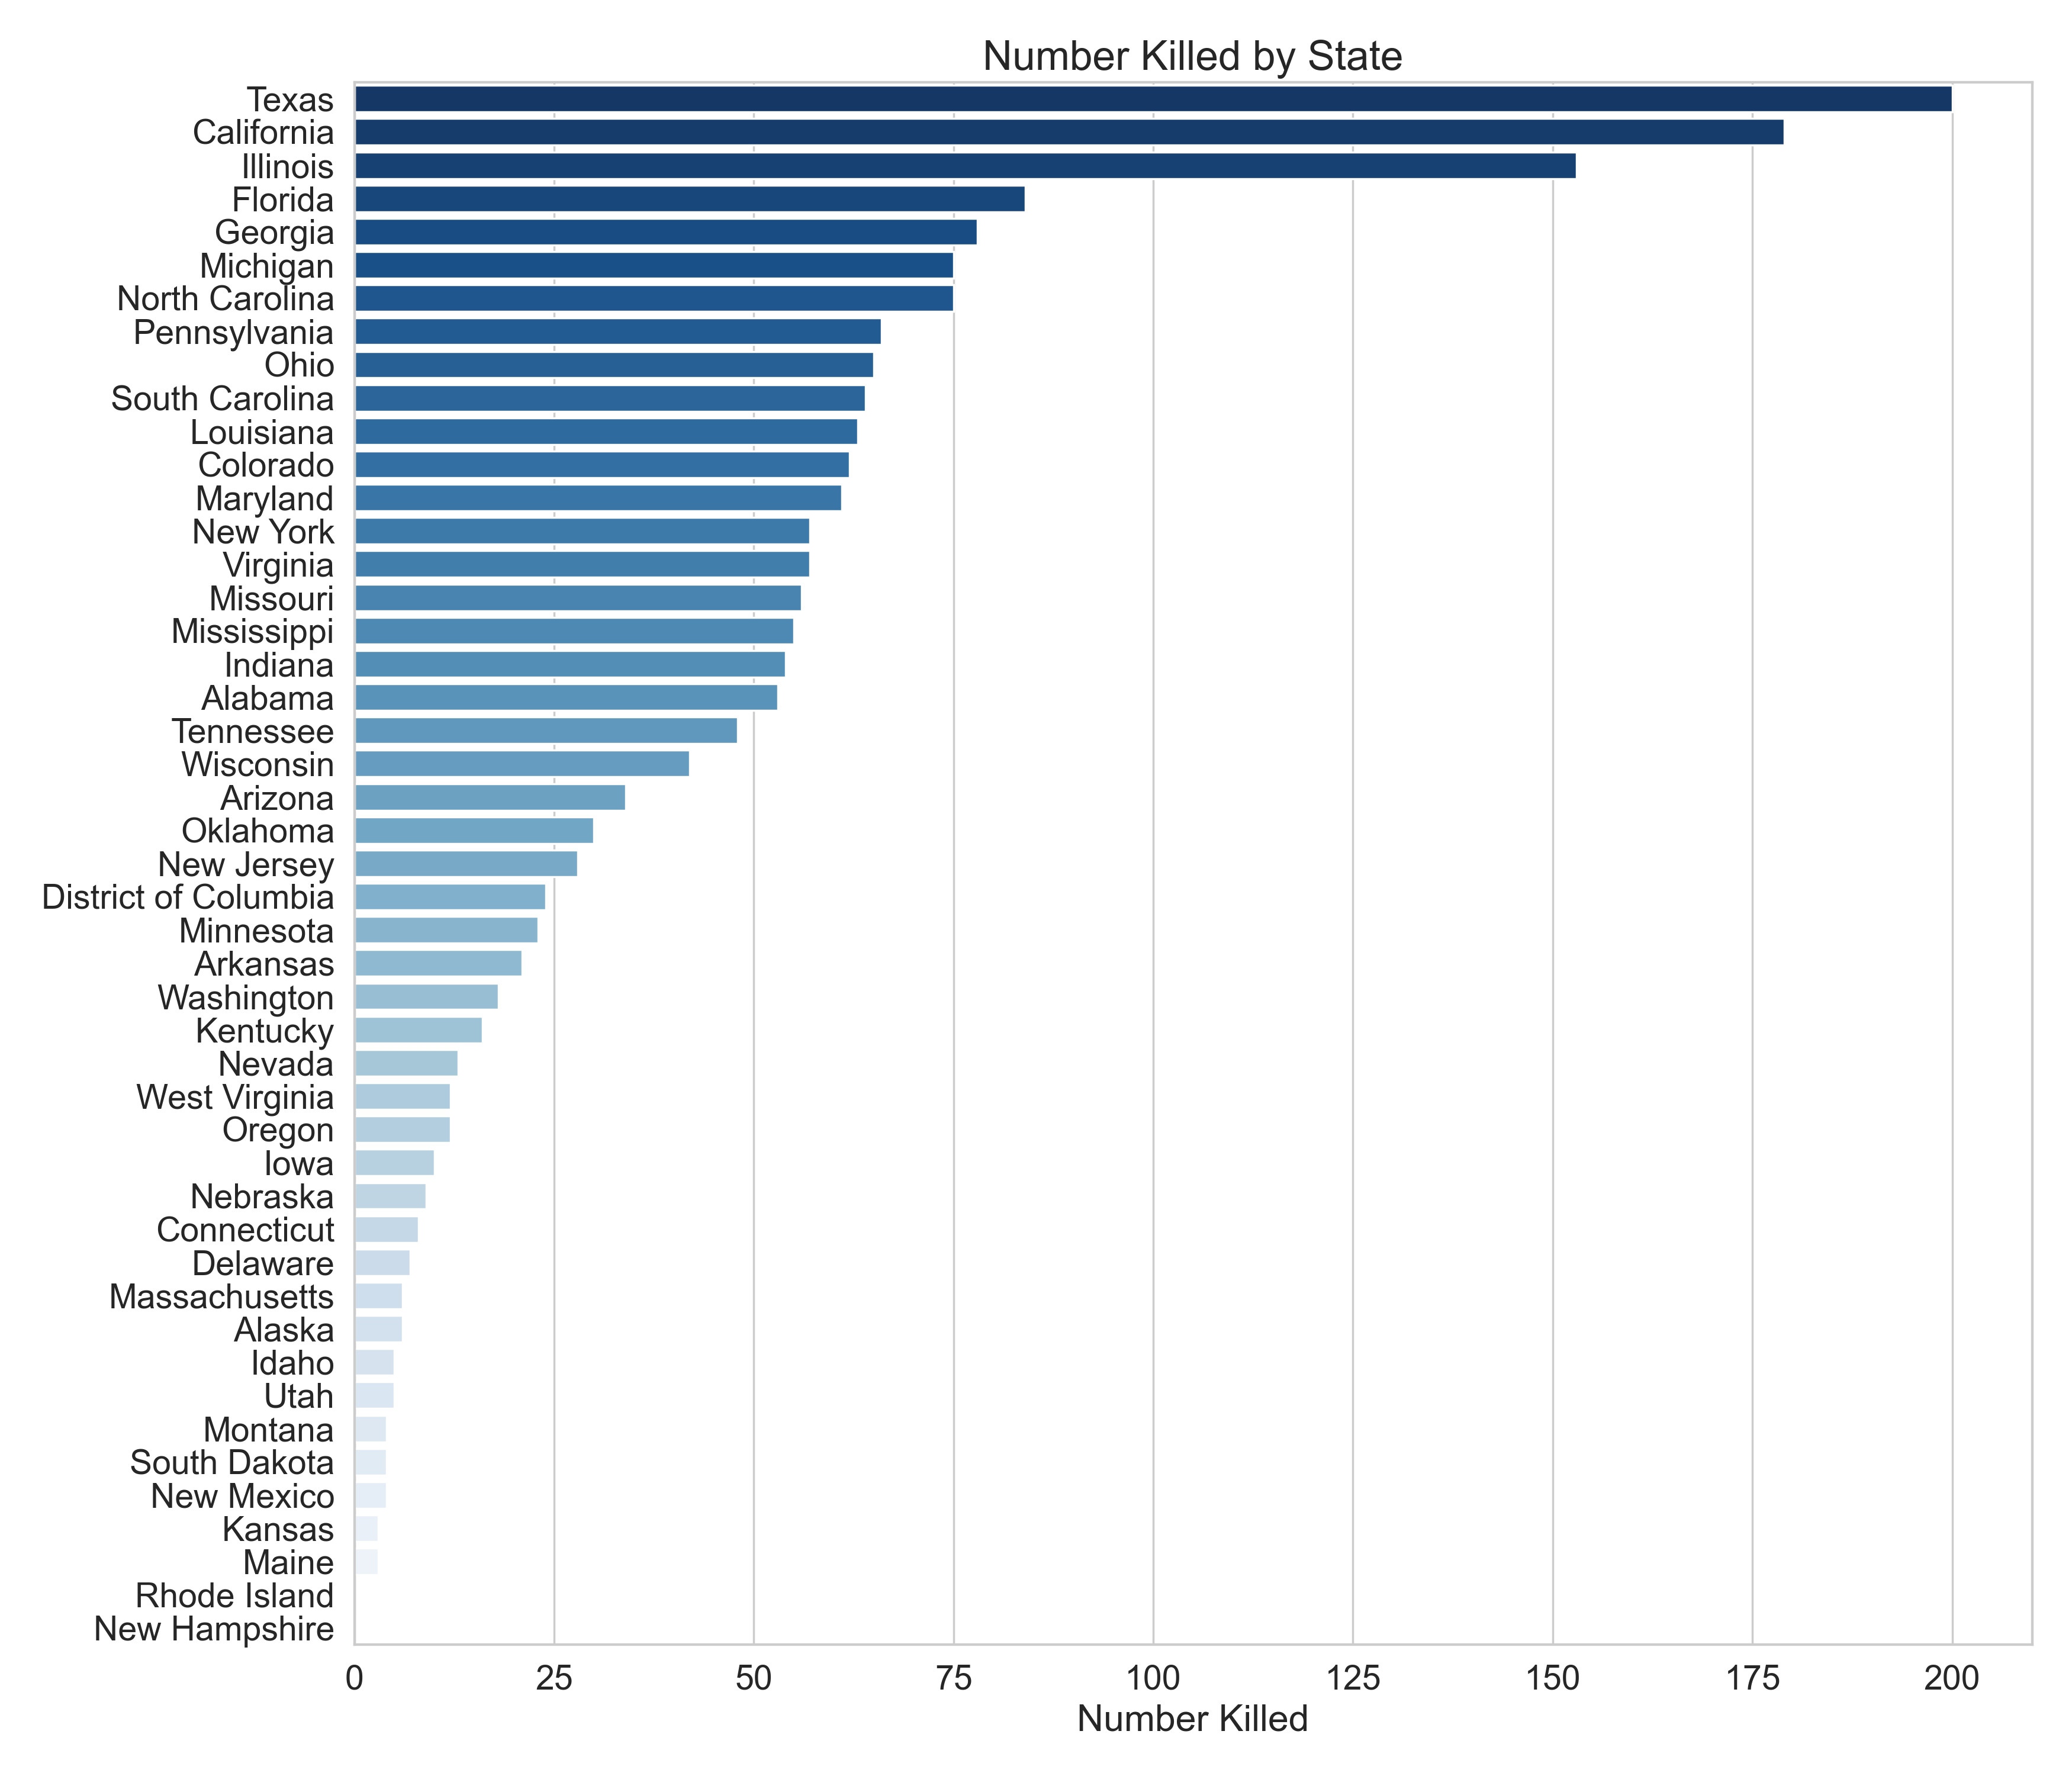 Number Killed by State
Texas
California
Illinois
Florida
Georgia
Michigan
North Carolina
Pennsylvania
Ohio
South Carolina
Louisiana
Colorado
Maryland
New York
Virginia
Missouri
Mississippi
Indiana
Alabama
Tennessee
Wisconsin
Arizona
Oklahoma
New Jersey
District of Columbia
Minnesota
Arkansas
Washington
Kentucky
Nevada
West Virginia
Oregon
Iowa
Nebraska
Connecticut
Delaware
Massachusetts
Alaska
Idaho
Utah
Montana
South Dakota
New Mexico
Kansas
Maine
Rhode Island
New Hampshire
0 25 50 75 100 125 150 175 200
Number Killed